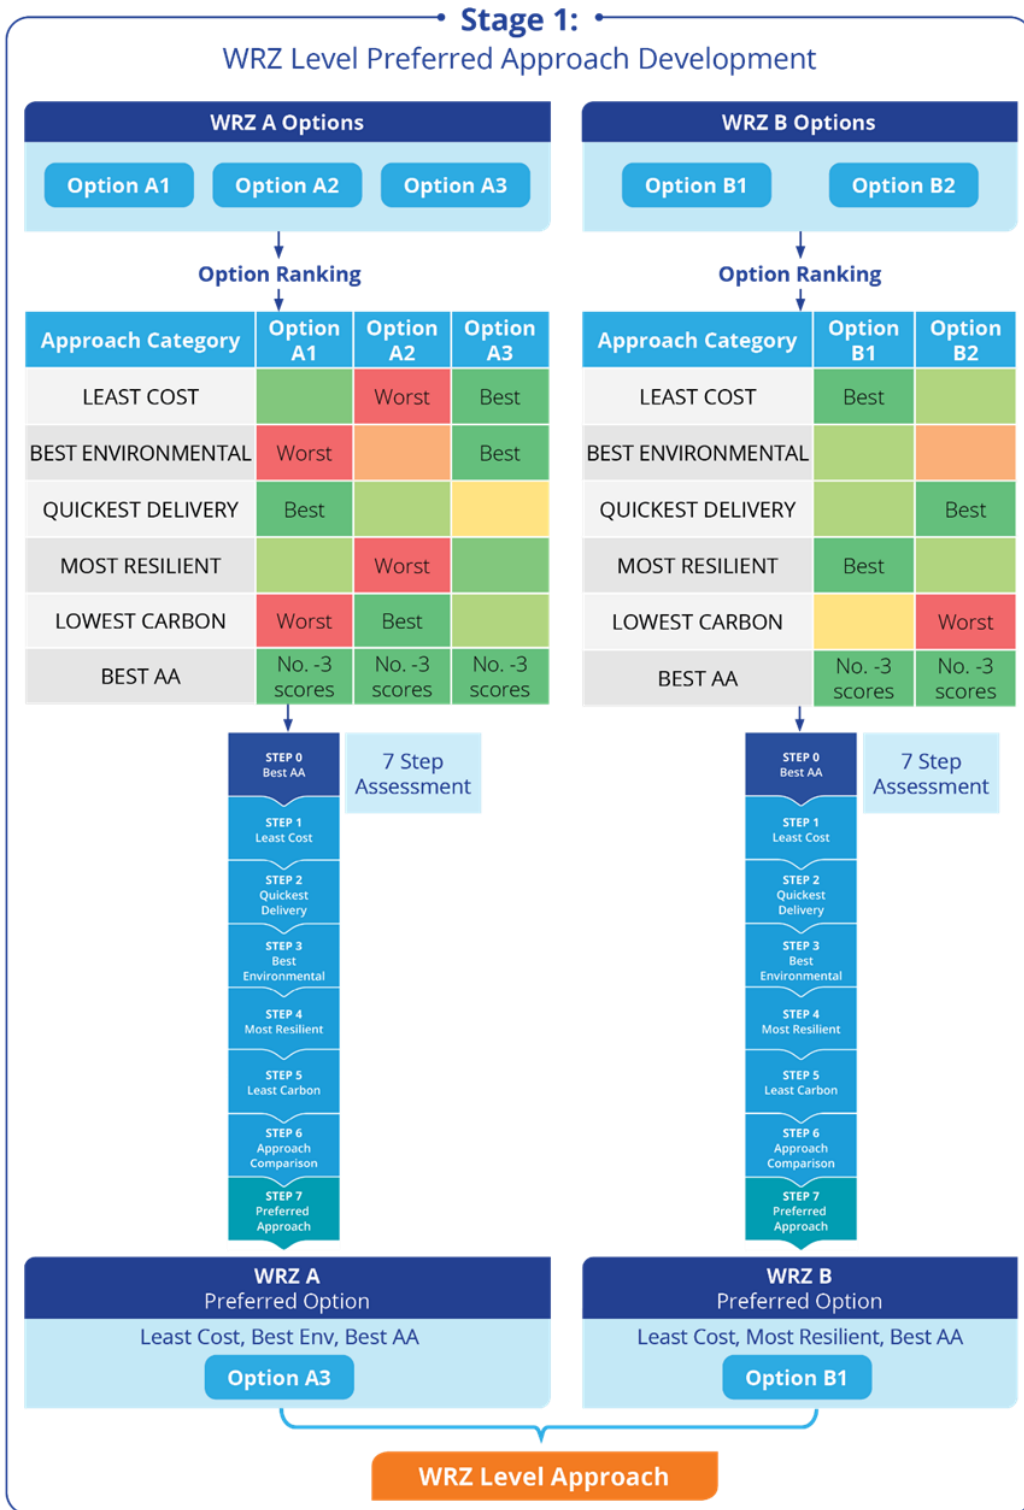 Stage 1:
WRZ Level Preferred Approach Development
WRZ A Options
Option A1
Option A2
Option A3
Option Ranking
Approach Category
Option
A1
Option
A2
Option
A3
LEAST COST
Worst
Best
BEST ENVIRONMENTAL
Worst
Best
QUICKEST DELIVERY
Best
MOST RESILIENT
Worst
LOWEST CARBON
Worst
Best
BEST AA
No. -3
scores
No. -3
scores
No. -3
scores
STEP 0
Best AA
7 Step
Assessment
STEP 1
Least Cost
STEP 2
Quickest
Delivery
STEP 3
Best
Environmental
STEP 4
Most Resilient
STEP 5
Least Carbon
STEP 6
Approach
Comparison
STEP 7
Preferred
Approach
WRZ A
Preferred Option
Least Cost, Best Env, Best AA
Option A3
WRZ B Options
Option B1
Option B2
Option Ranking
Approach Category
Option
B1
Option
B2
LEAST COST
Best
BEST ENVIRONMENTAL
QUICKEST DELIVERY
Best
MOST RESILIENT
Best
LOWEST CARBON
Worst
BEST AA
No. -3
scores
No. -3
scores
STEP 0
Best AA
7 Step
Assessment
STEP 1
Least Cost
STEP 2
Quickest
Delivery
STEP 3
Best
Environmental
STEP 4
Most Resilient
STEP 5
Least Carbon
STEP 6
Approach
Comparison
STEP 7
Preferred
Approach
WRZ B
Preferred Option
Least Cost, Most Resilient, Best AA
Option B1
WRZ Level Approach